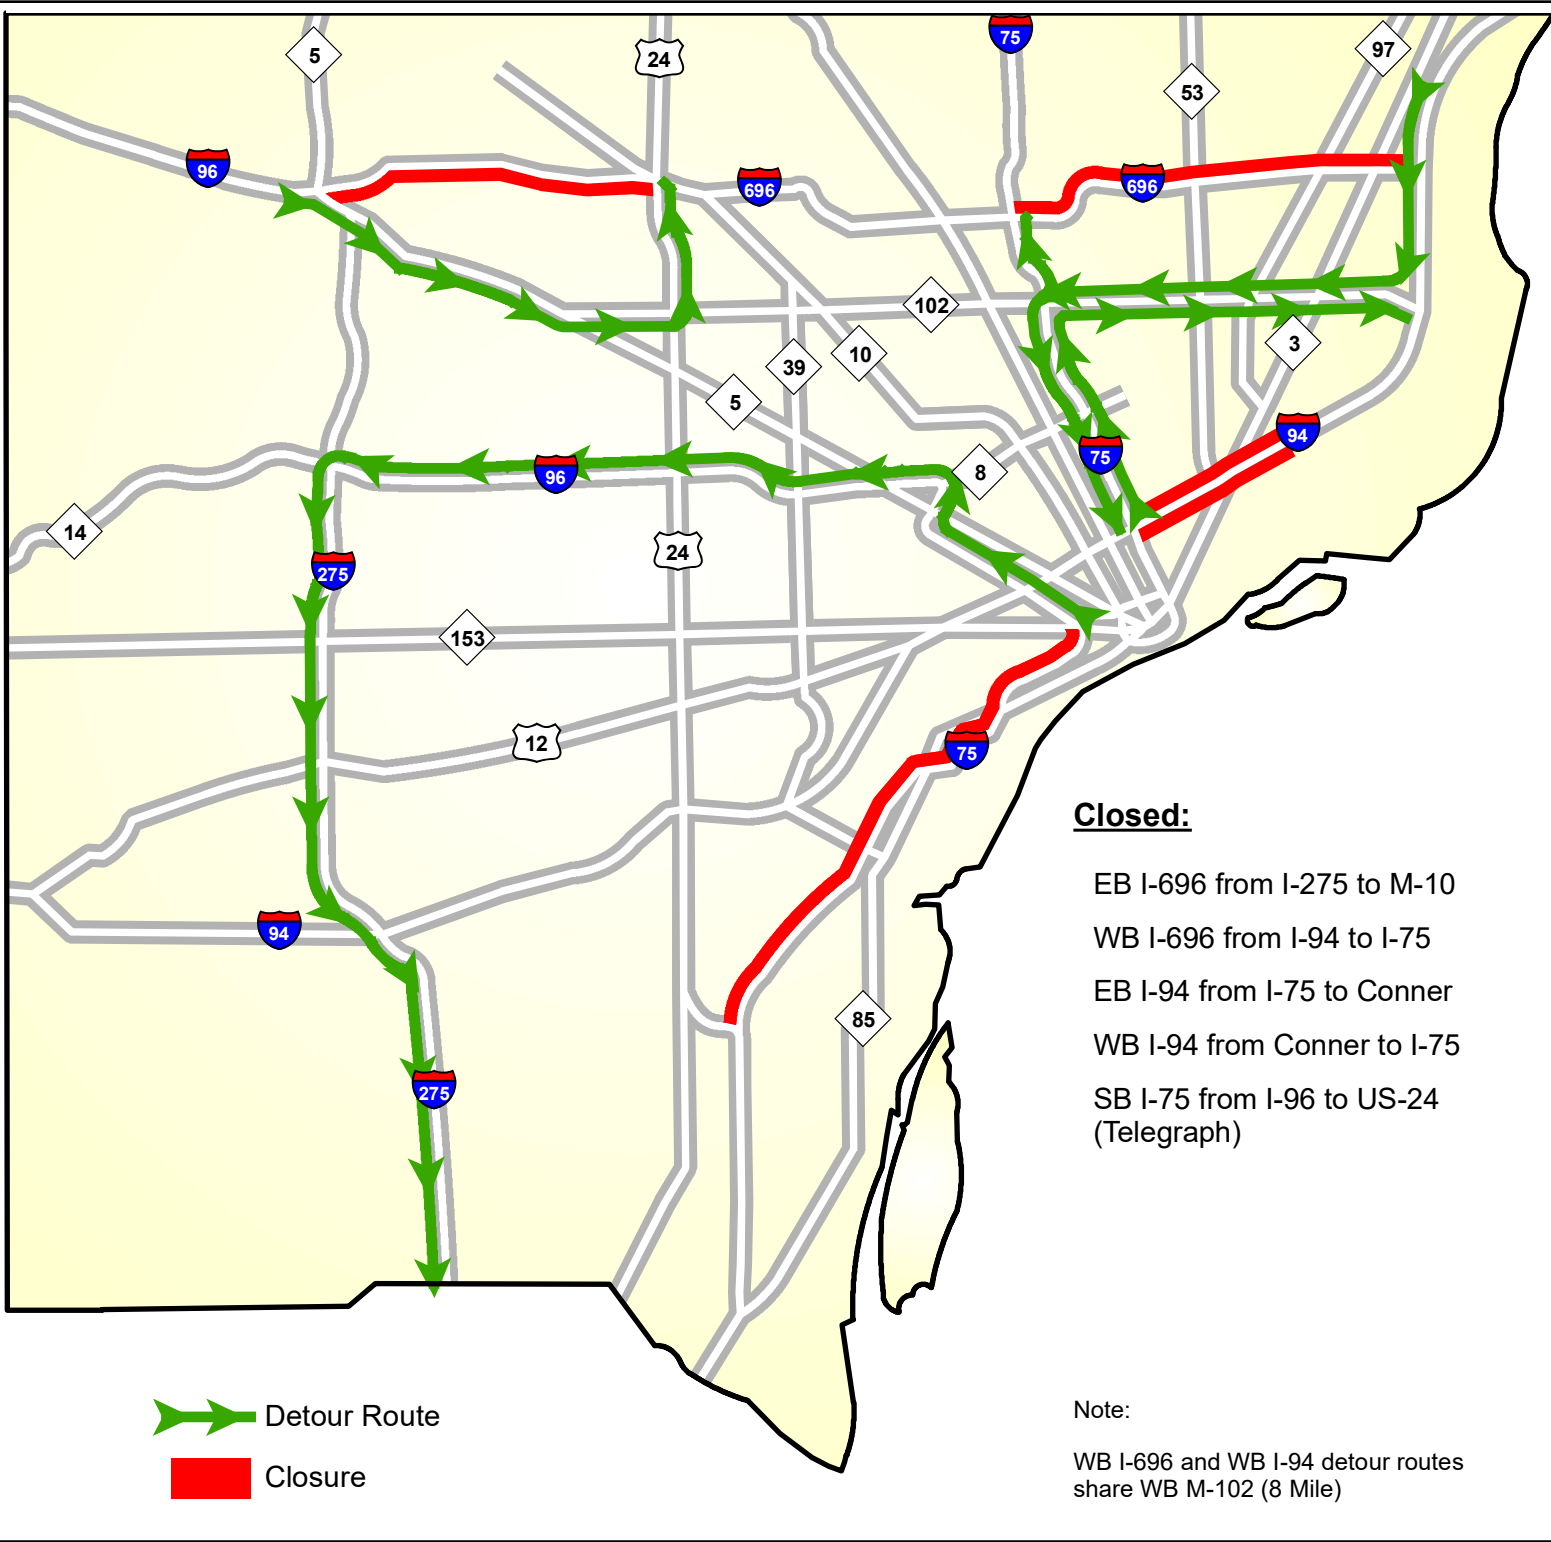 5
24
75
97
53
96
696
696
102
3
10
39
5
94
75
8
96
14
24
275
153
12
75
Closed:
EB I-696 from I-275 to M-10
WB I-696 from I-94 to I-75
94
EB I-94 from I-75 to Conner
85
WB I-94 from Conner to I-75
275
SB I-75 from I-96 to US-24
(Telegraph)
Detour Route
Closure
Note:
WB I-696 and WB I-94 detour routes
share WB M-102 (8 Mile)